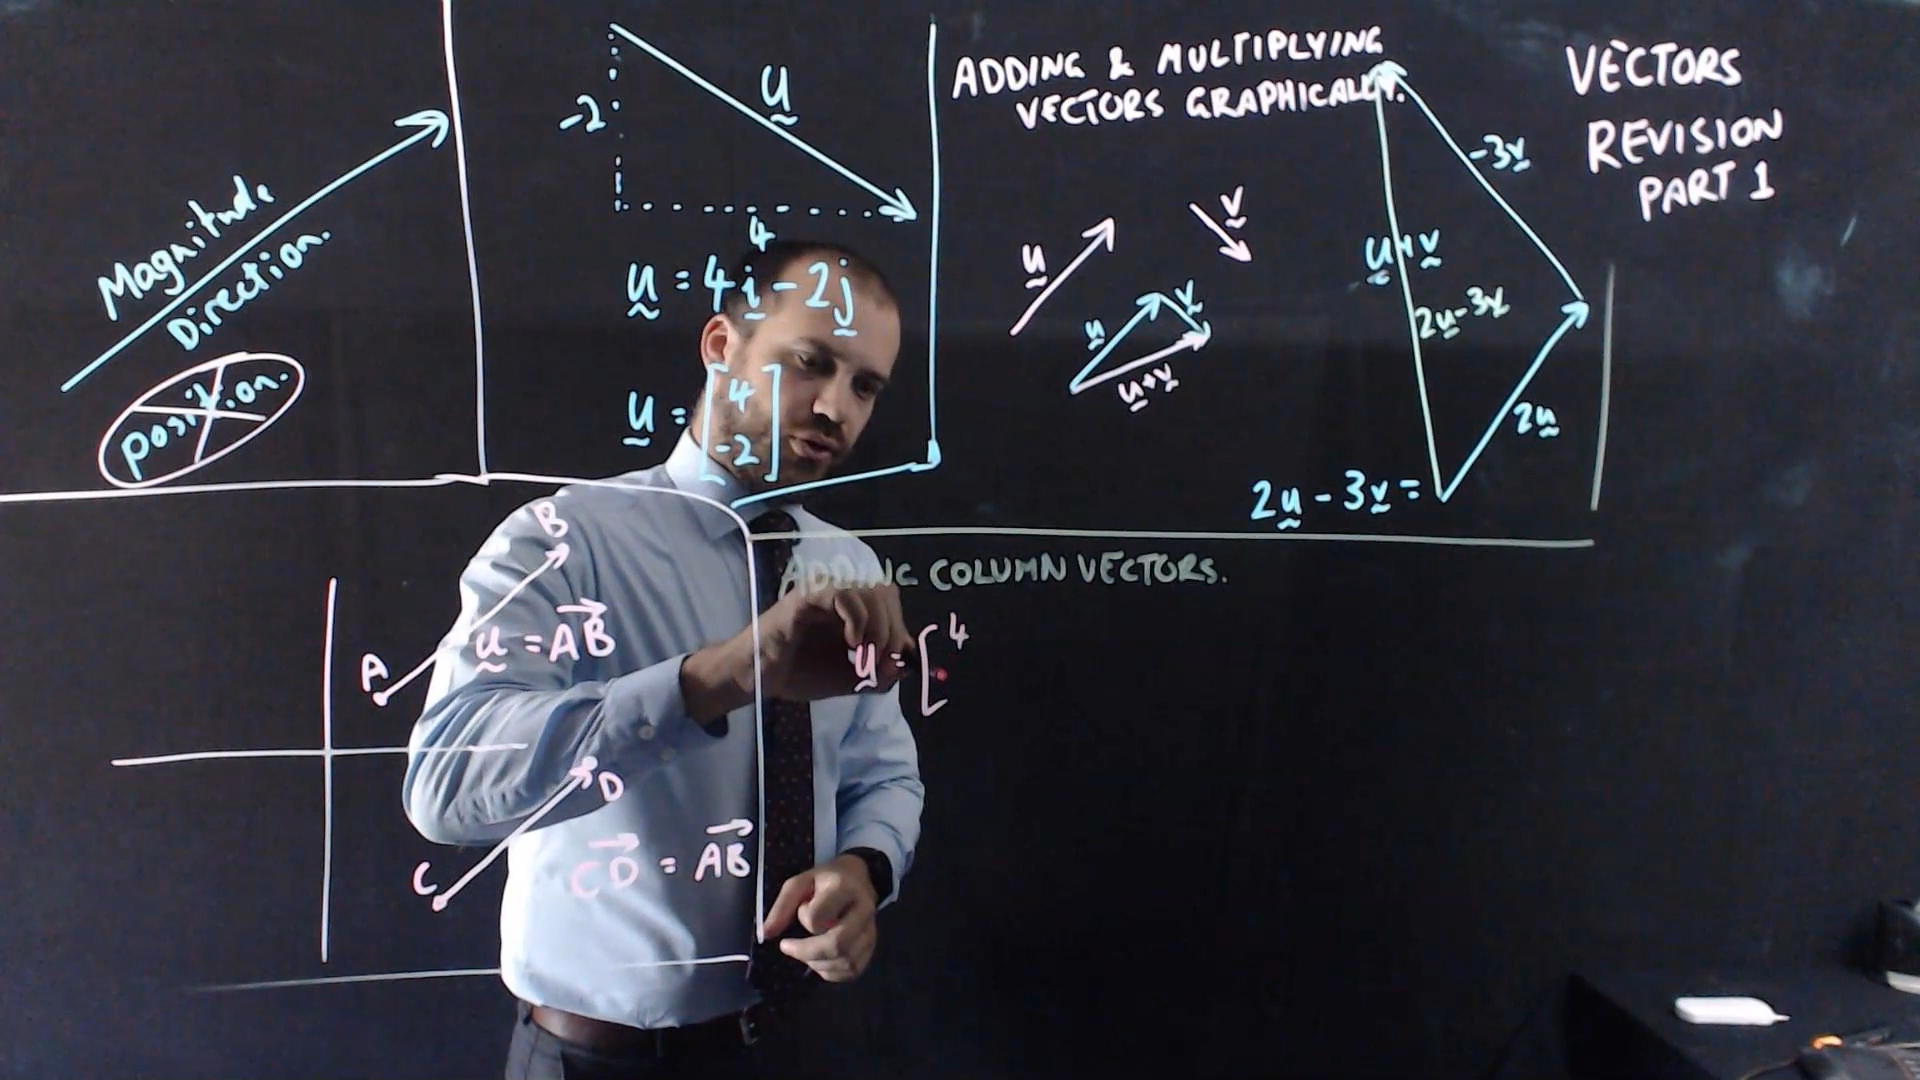 Magnitude
Direction.
position.
u
-2
4
u = 4i - 2j
u = [4
-2]
ADDING & MULTIPLYING
VECTORS GRAPHICALLY.
u
v
u
v
u+v
-3v
u+v
2u-3v
2u
2u - 3v =
VECTORS
REVISION
PART 1
B
A
u = AB
D
C
CD = AB
ADDING COLUMN VECTORS.
u = [4